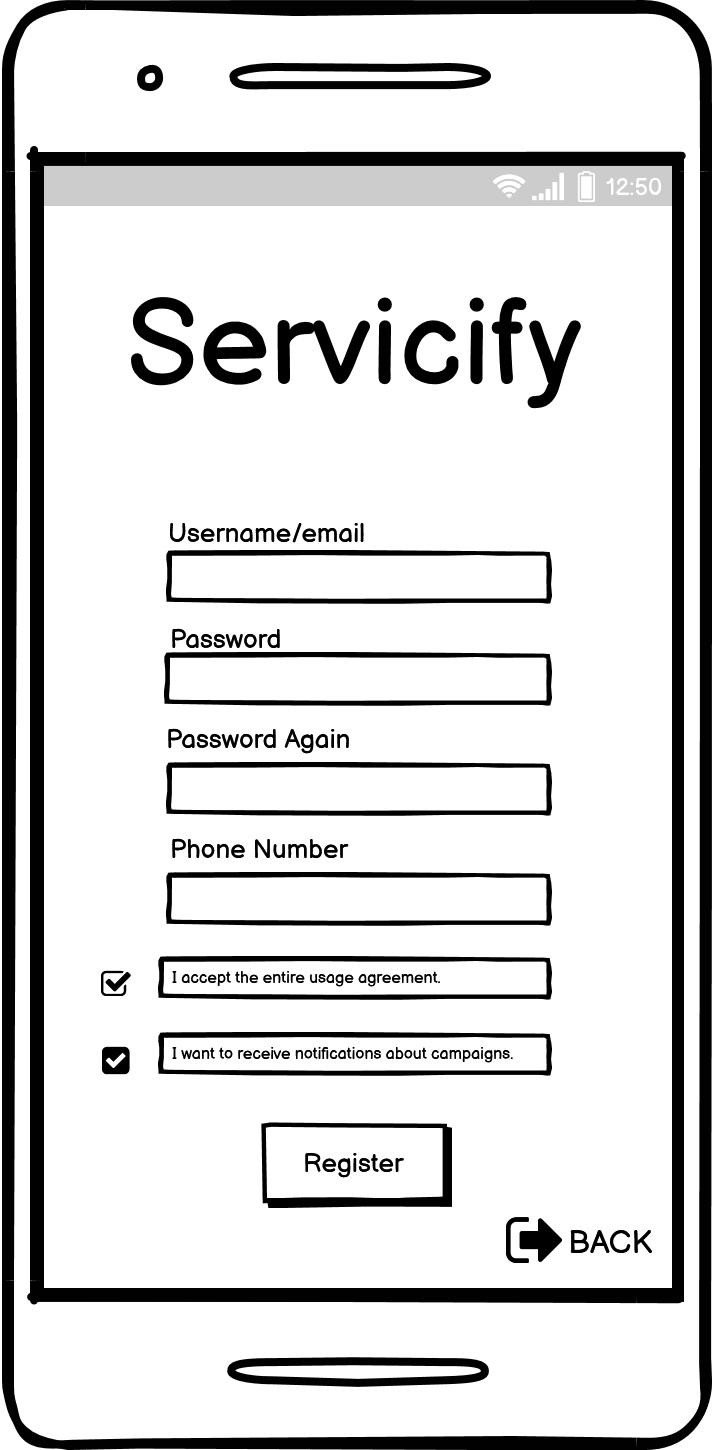 12:50
Servicify
Username/email
Password
Password Again
Phone Number
I accept the entire usage agreement.
I want to receive notifications about campaigns.
Register
BACK